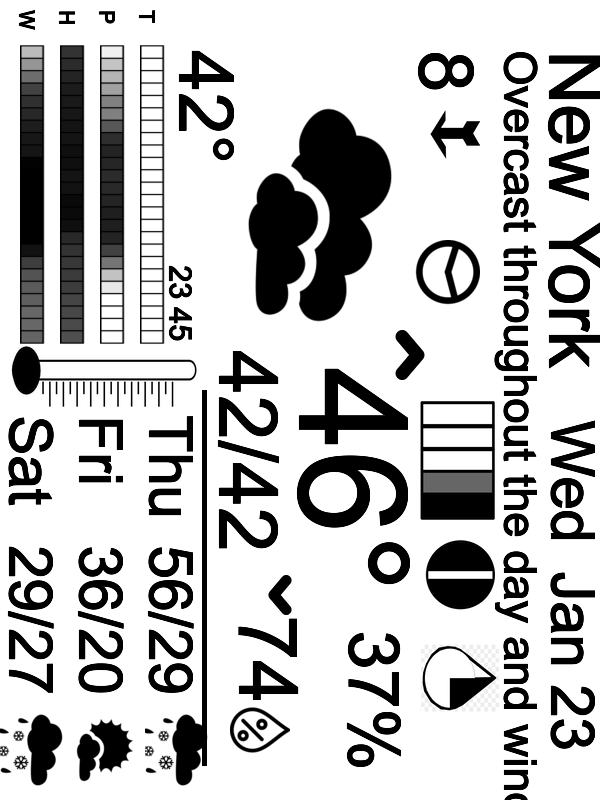 New York Wed Jan 23
Overcast throughout the day and wind
8
46° 37%
42° 42/42 74
%
23 45
T
P
H
W
Thu 56/29
Fri 36/20
Sat 29/27